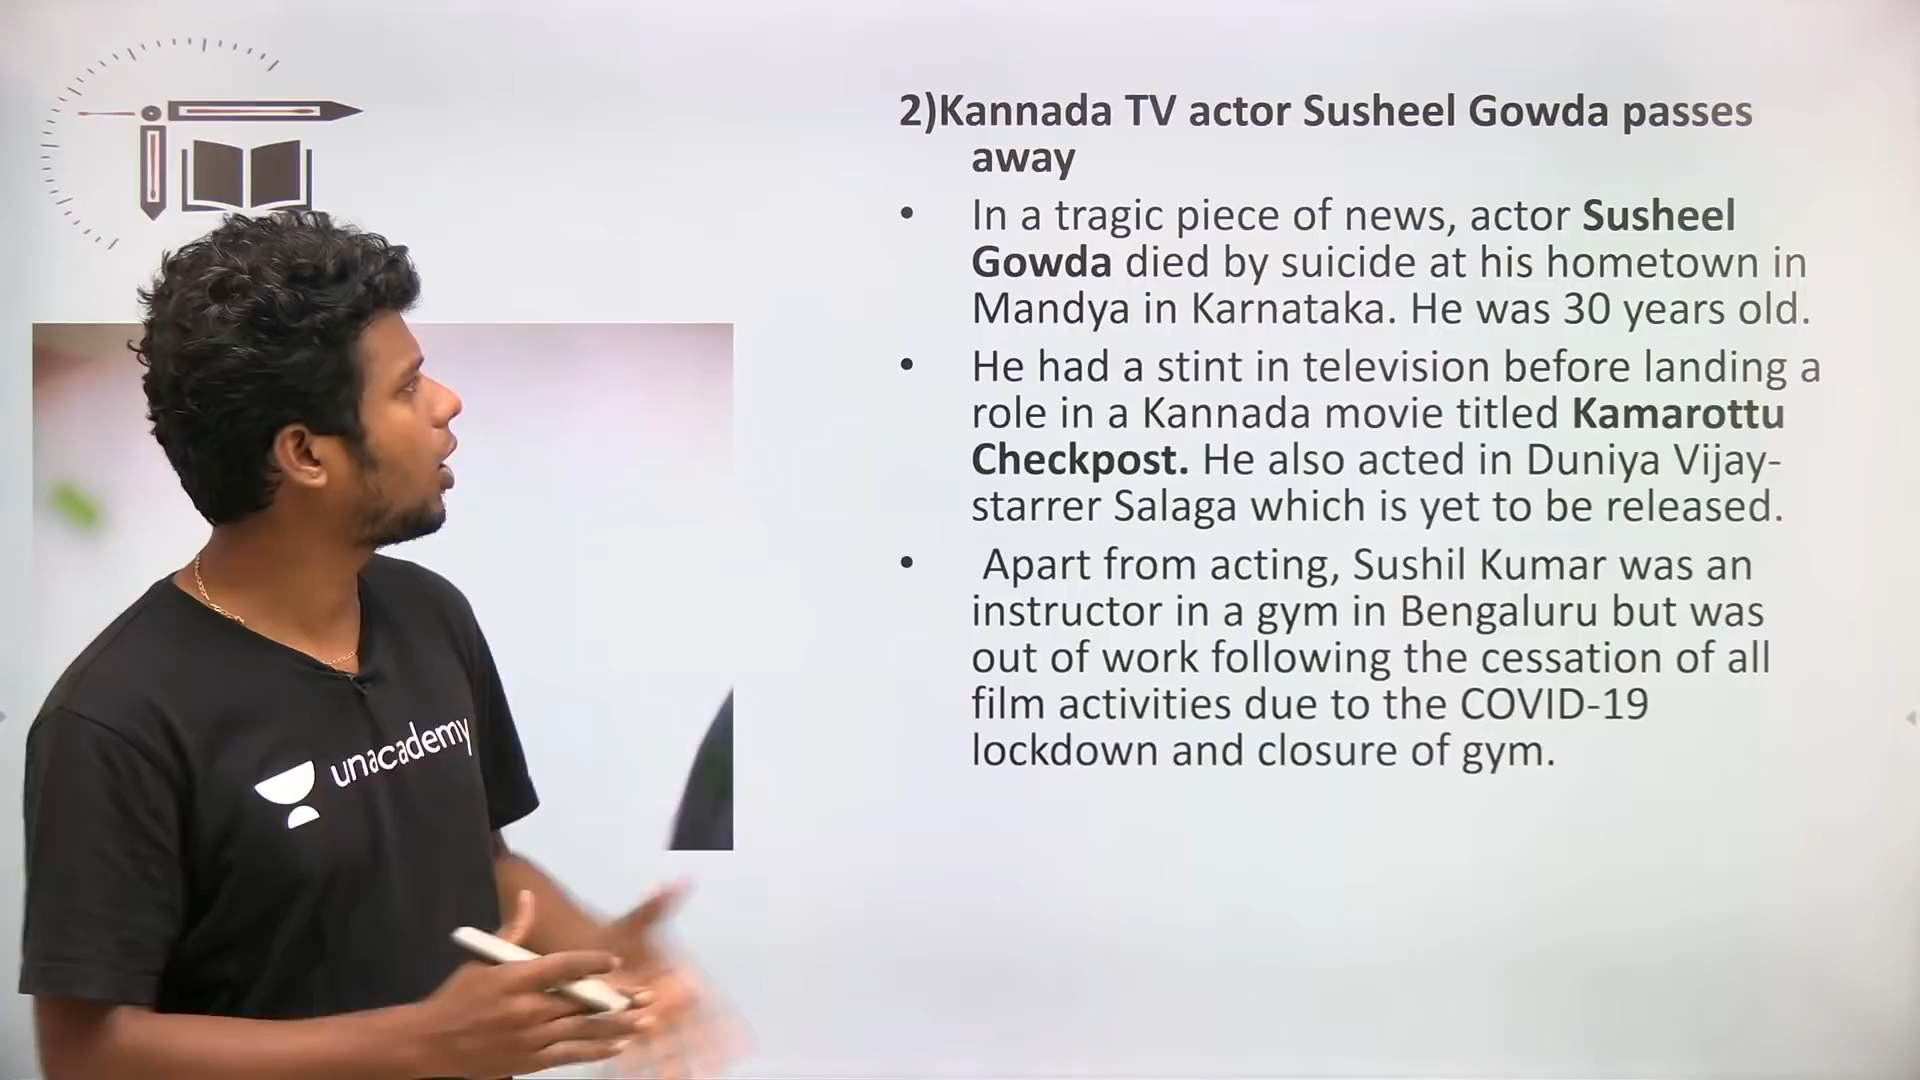 2)Kannada TV actor Susheel Gowda passes
away
• In a tragic piece of news, actor Susheel
Gowda died by suicide at his hometown in
Mandya in Karnataka. He was 30 years old.
• He had a stint in television before landing a
role in a Kannada movie titled Kamarottu
Checkpost. He also acted in Duniya Vijay-
starrer Salaga which is yet to be released.
• Apart from acting, Sushil Kumar was an
instructor in a gym in Bengaluru but was
out of work following the cessation of all
film activities due to the COVID-19
lockdown and closure of gym.
unacademy